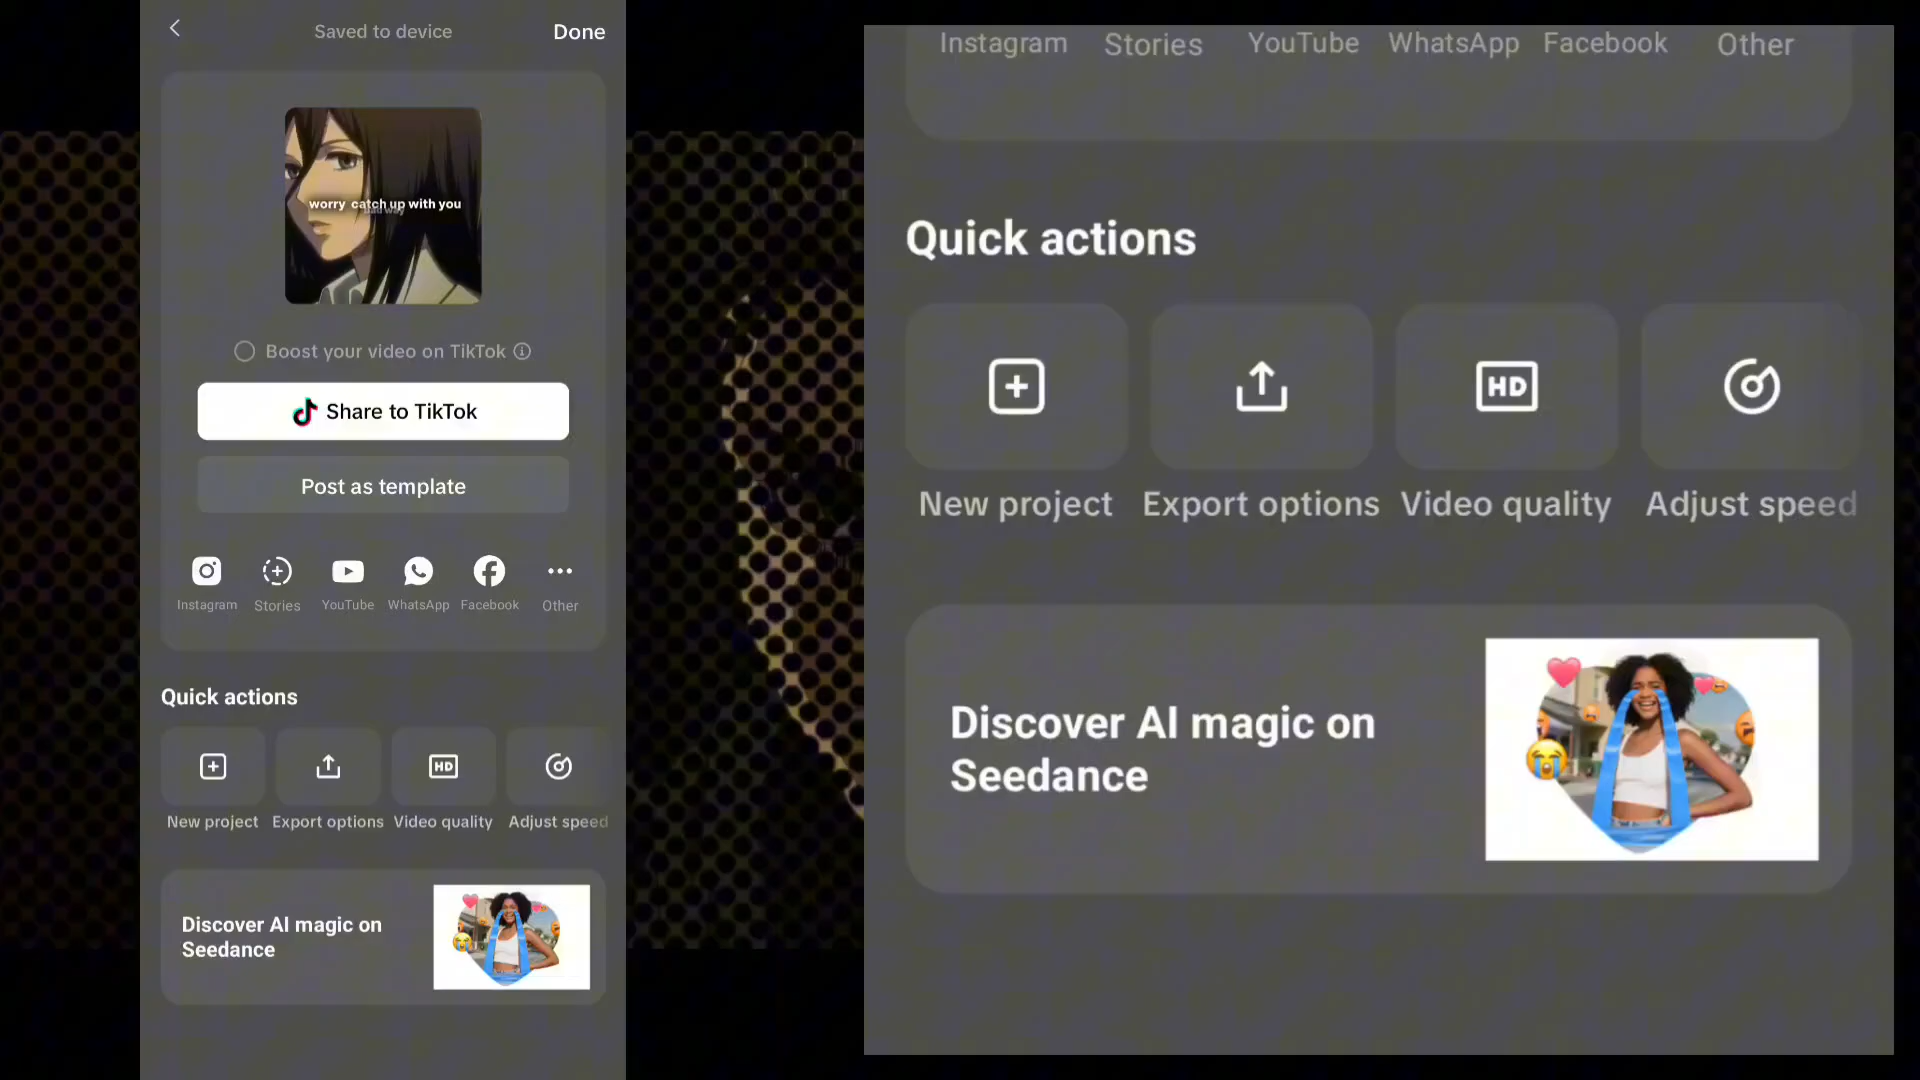 Saved to device
Done
worry catch up with you
Boost your video on TikTok
Share to TikTok
Post as template
Instagram
Stories
YouTube
WhatsApp
Facebook
Other
Quick actions
HD
New project
Export options
Video quality
Adjust speed
Discover AI magic on
Seedance
Instagram
Stories
YouTube
WhatsApp
Facebook
Other
Quick actions
HD
New project
Export options
Video quality
Adjust speed
Discover AI magic on
Seedance